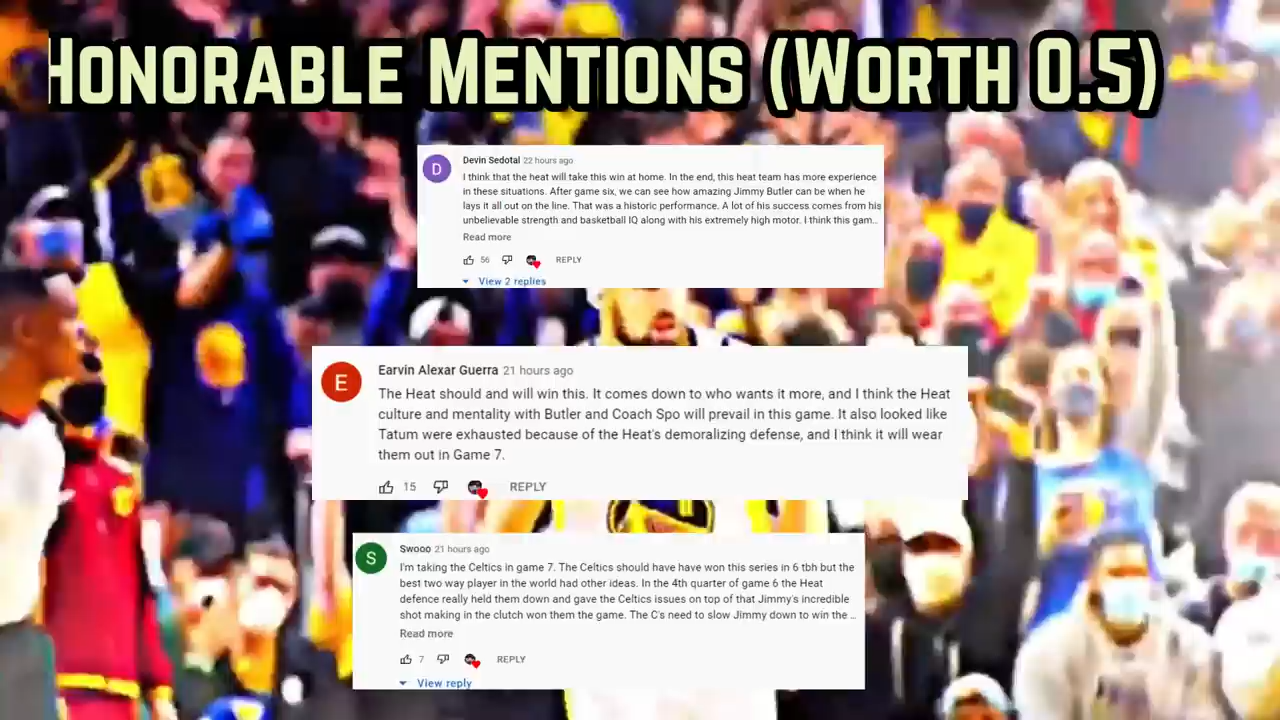 HONORABLE MENTIONS (WORTH 0.5)
D
Devin Sedotal 22 hours ago
I think that the heat will take this win at home. In the end, this heat team has more experience
in these situations. After game six, we can see how amazing Jimmy Butler can be when he
lays it all out on the line. That was a historic performance. A lot of his success comes from his
unbelievable strength and basketball IQ along with his extremely high motor. I think this gam...
Read more
56 REPLY
View 2 replies
E
Earvin Alexar Guerra 21 hours ago
The Heat should and will win this. It comes down to who wants it more, and I think the Heat
culture and mentality with Butler and Coach Spo will prevail in this game. It also looked like
Tatum were exhausted because of the Heat's demoralizing defense, and I think it will wear
them out in Game 7.
15 REPLY
S
Swooo 21 hours ago
I'm taking the Celtics in game 7. The Celtics should have have won this series in 6 tbh but the
best two way player in the world had other ideas. In the 4th quarter of game 6 the Heat
defence really held them down and gave the Celtics issues on top of that Jimmy's incredible
shot making in the clutch won them the game. The C's need to slow Jimmy down to win the ...
Read more
7 REPLY
View reply